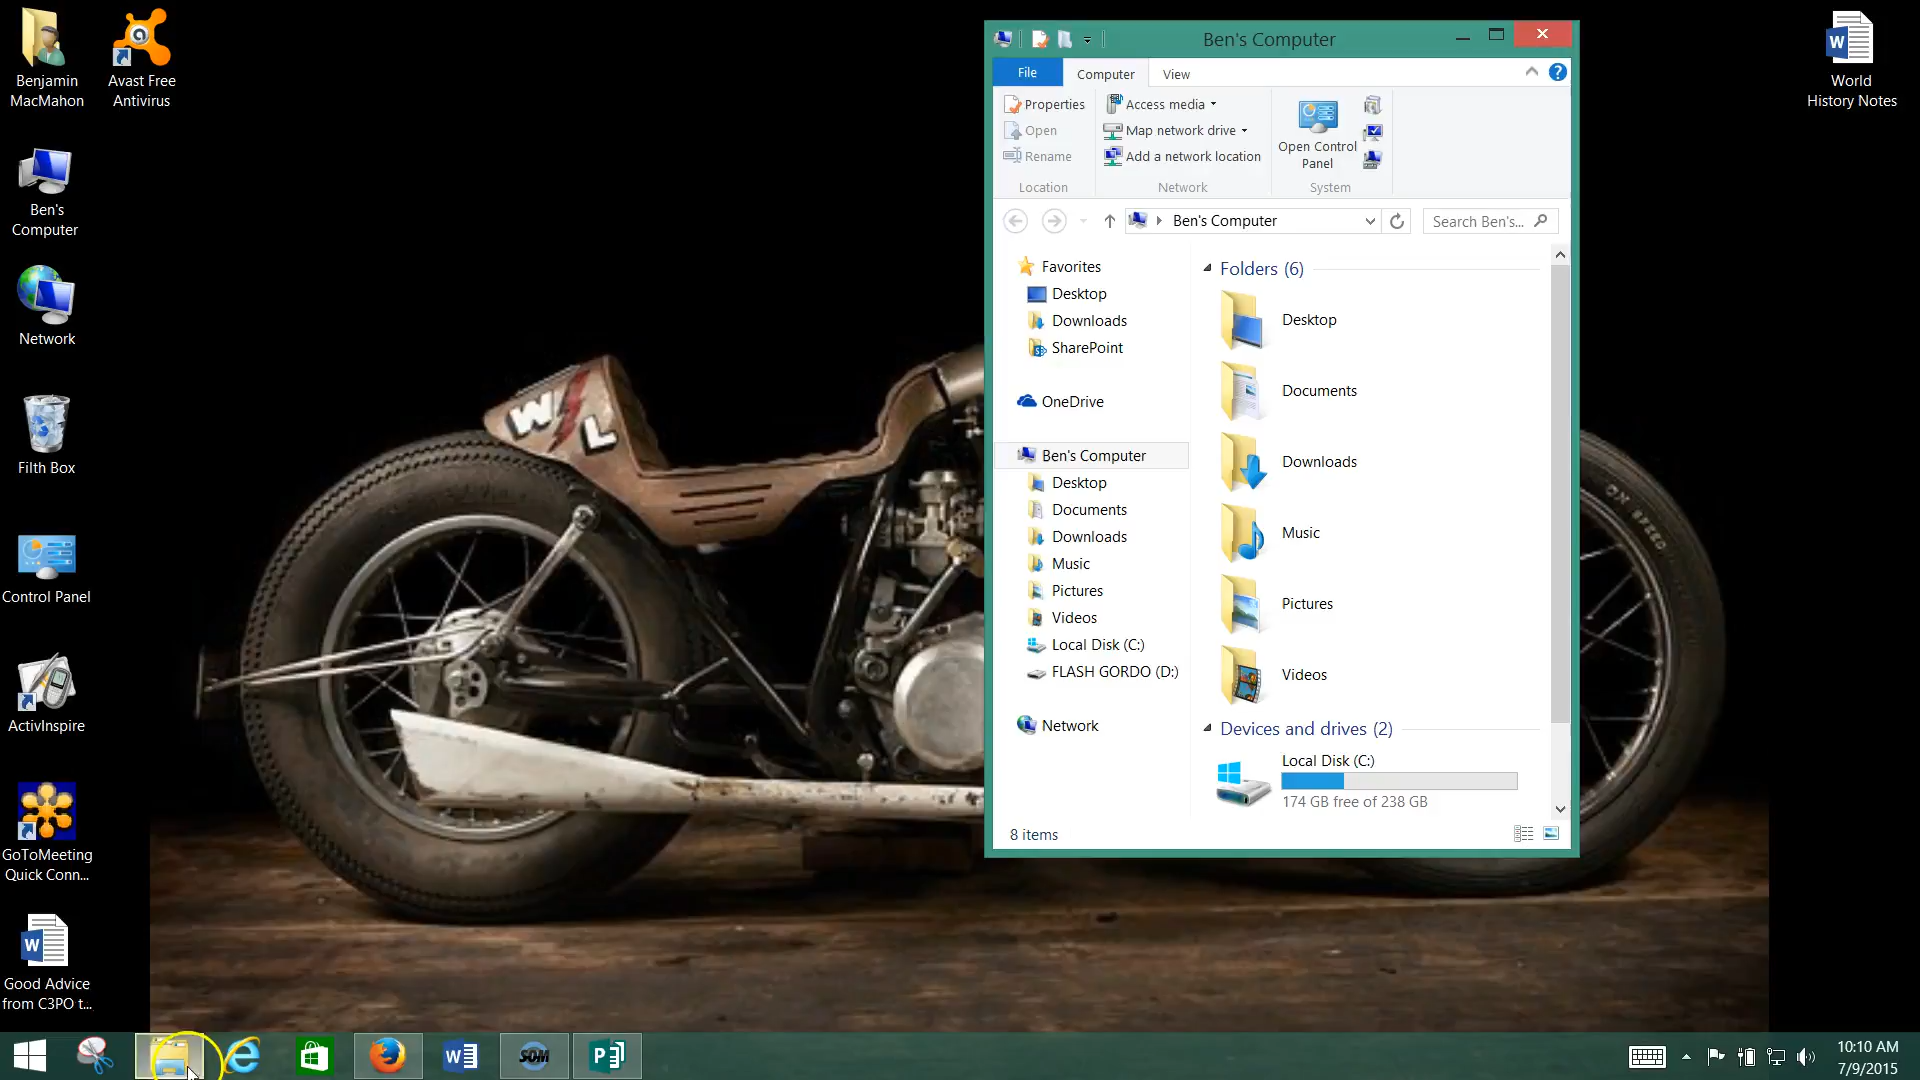 Benjamin
MacMahon
Avast Free
Antivirus
Ben's
Computer
Network
Filth Box
Control Panel
ActivInspire
GoToMeeting
Quick Conn...
Good Advice
from C3PO t...
World
History Notes
W L
ON SPEED
Ben's Computer
File
Computer
View
Properties
Open
Rename
Location
Access media
Map network drive
Add a network location
Network
Open Control
Panel
System
Ben's Computer
Search Ben's...
Favorites
Desktop
Downloads
SharePoint
OneDrive
Ben's Computer
Desktop
Documents
Downloads
Music
Pictures
Videos
Local Disk (C:)
FLASH GORDO (D:)
Network
Folders (6)
Desktop
Documents
Downloads
Music
Pictures
Videos
Devices and drives (2)
Local Disk (C:)
174 GB free of 238 GB
8 items
SOM
10:10 AM
7/9/2015